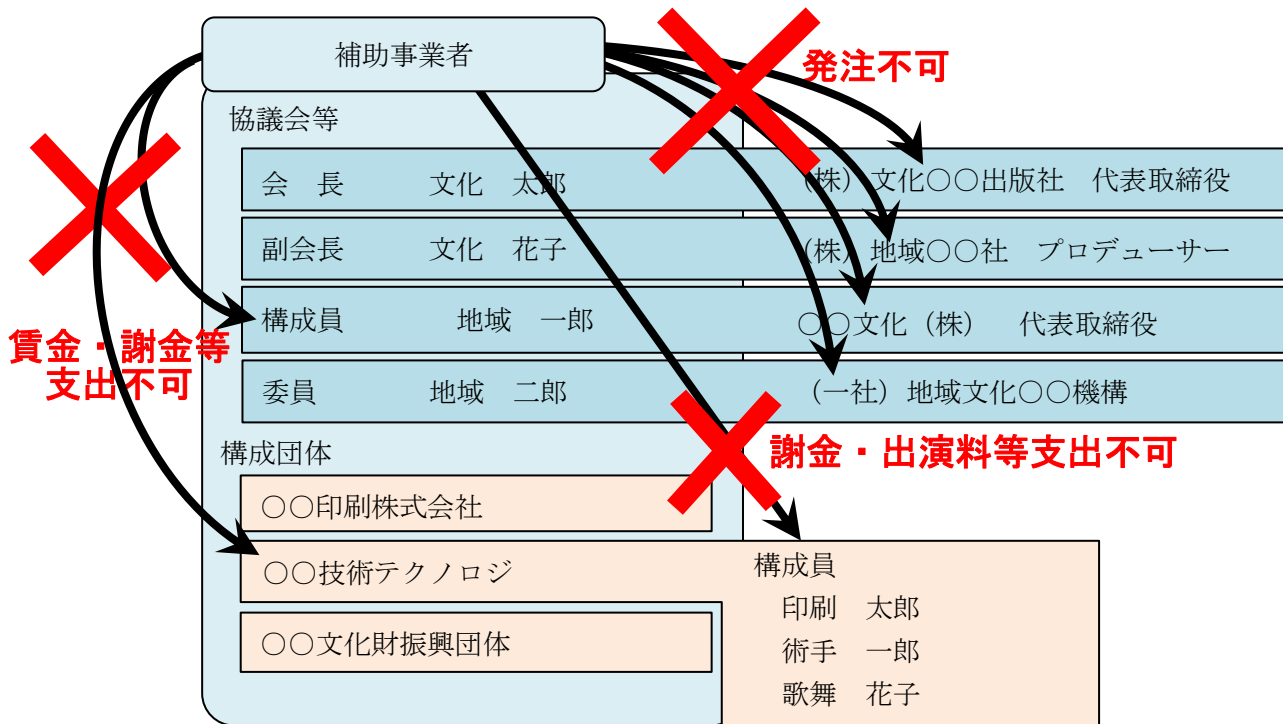 補助事業者
発注不可
協議会等
会　長　　　　文化　太郎　　　　　　　　　(株) 文化〇〇出版社　代表取締役
副会長　　　　文化　花子　　　　　　　　　(株) 地域〇〇社　プロデューサー
構成員　　　　地域　一郎　　　　　　　　　〇〇文化 (株)　代表取締役
賃金・謝金等
支出不可
委員　　　　　地域　二郎　　　　　　　　　(一社) 地域文化〇〇機構
構成団体
謝金・出演料等支出不可
〇〇印刷株式会社
〇〇技術テクノロジ
構成員
印刷　太郎
〇〇文化財振興団体
術手　一郎
歌舞　花子